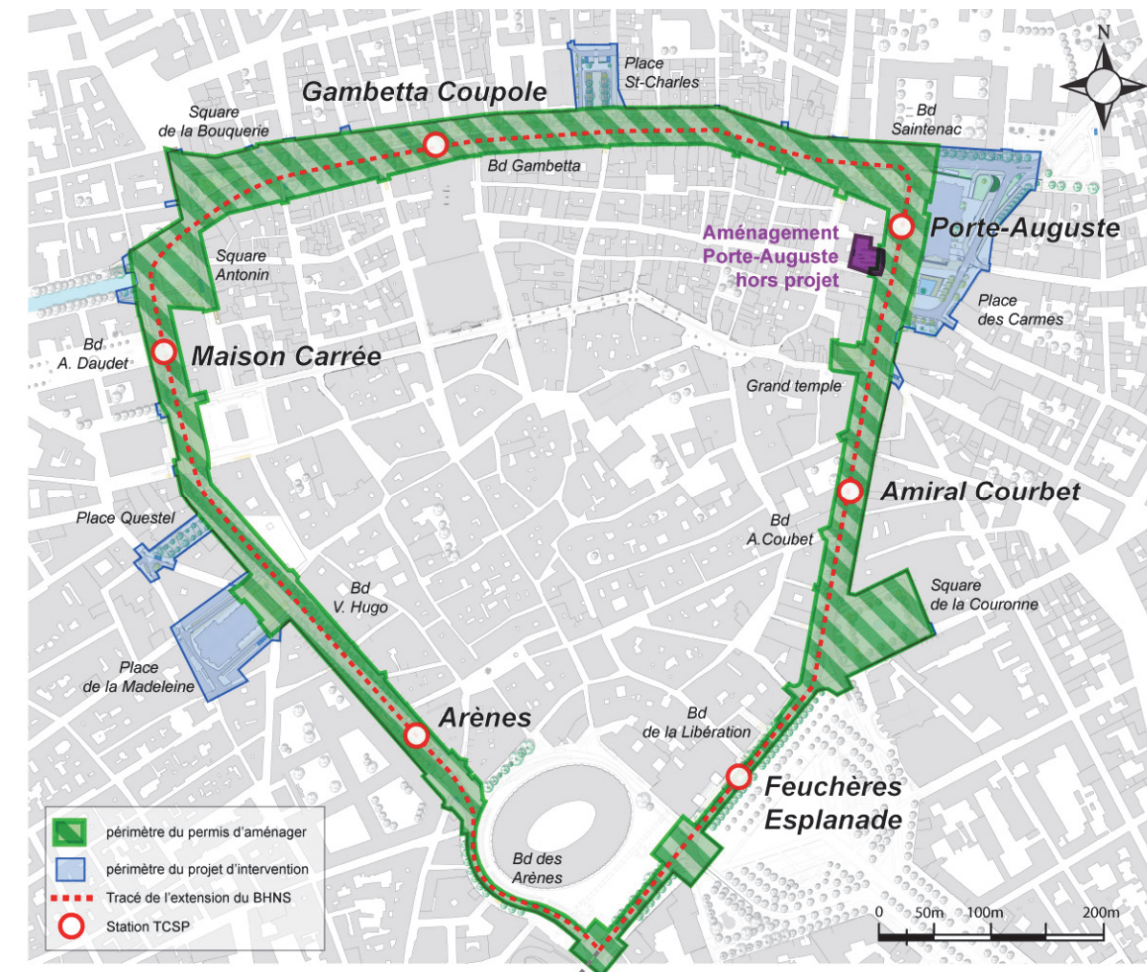 N
Place
St-Charles
Gambetta Coupole
Square
de la Bouquerie
Bd
Saintenac
Bd Gambetta
Porte-Auguste
Aménagement
Porte-Auguste
hors projet
Square
Antonin
Place
des Carmes
Bd
A. Daudet
Maison Carrée
Grand temple
Amiral Courbet
Place Questel
Bd
A.Coubet
Bd
V. Hugo
Square
de la Couronne
Place
de la Madeleine
Arènes
Bd
de la Libération
Feuchères
Esplanade
Bd des
Arènes
périmètre du permis d'aménager
périmètre du projet d'intervention
Tracé de l'extension du BHNS
Station TCSP
0 50m 100m 200m